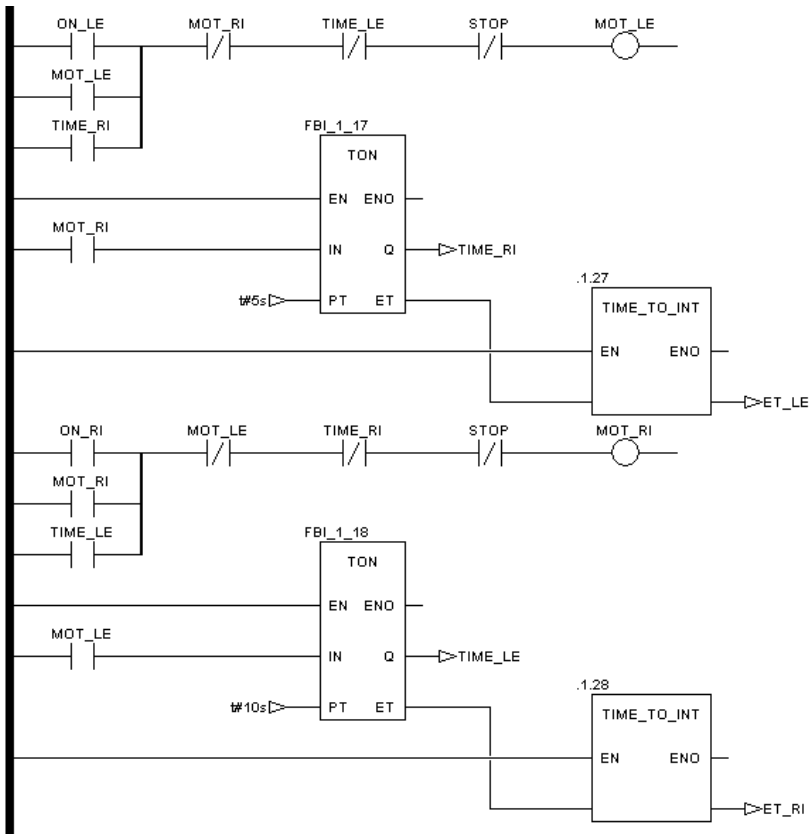 ON_LE MOT_RI TIME_LE STOP MOT_LE
MOT_LE
TIME_RI
FBI_1_17
TON
EN ENO
MOT_RI
IN Q TIME_RI
.1.27
t#5s PT ET TIME_TO_INT
EN ENO
ET_LE
ON_RI MOT_LE TIME_RI STOP MOT_RI
MOT_RI
TIME_LE
FBI_1_18
TON
EN ENO
MOT_LE
IN Q TIME_LE
.1.28
t#10s PT ET TIME_TO_INT
EN ENO
ET_RI